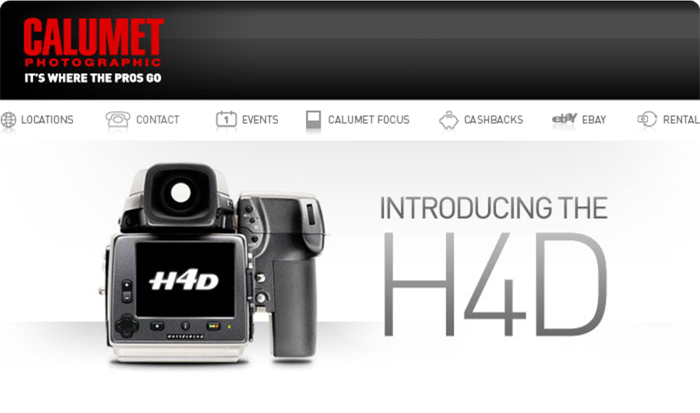 CALUMET
PHOTOGRAPHIC
IT'S WHERE THE PROS GO
LOCATIONS
CONTACT
1
EVENTS
CALUMET FOCUS
CASHBACKS
ebay
EBAY
RENTAL
INTRODUCING THE
H4D
H4D
HASSELBLAD